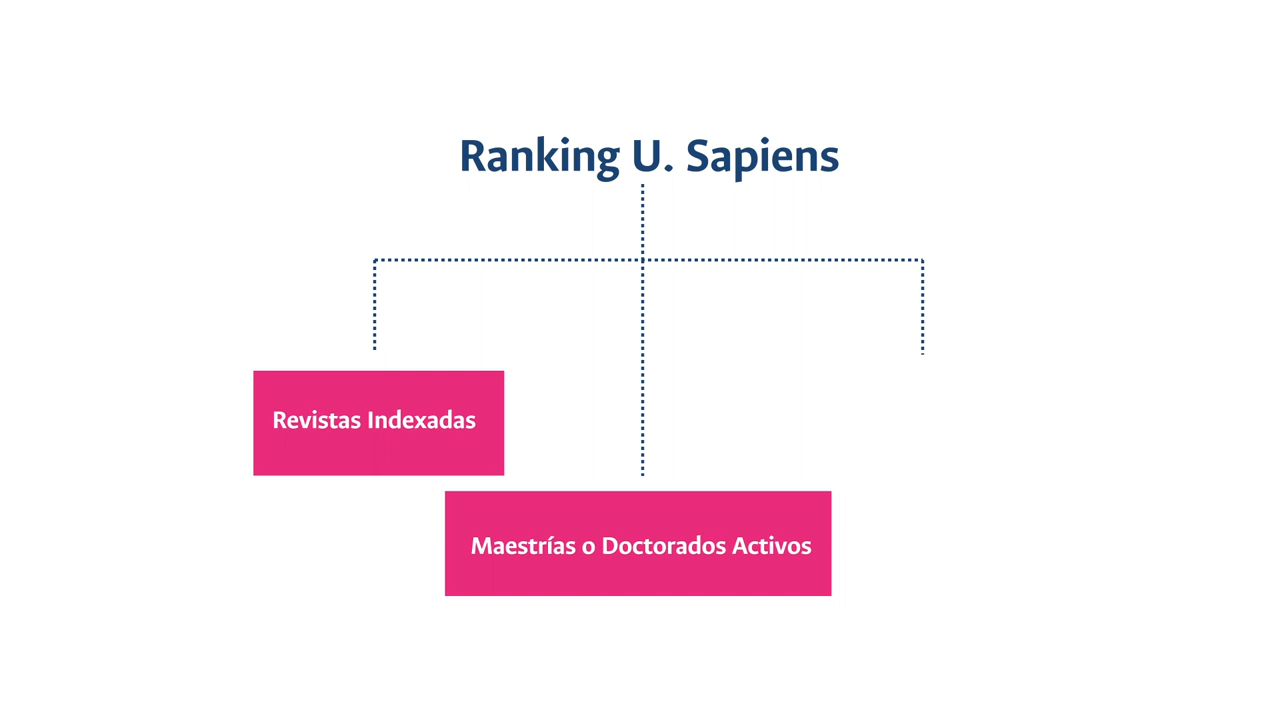 Ranking U. Sapiens
Revistas Indexadas
Maestrías o Doctorados Activos